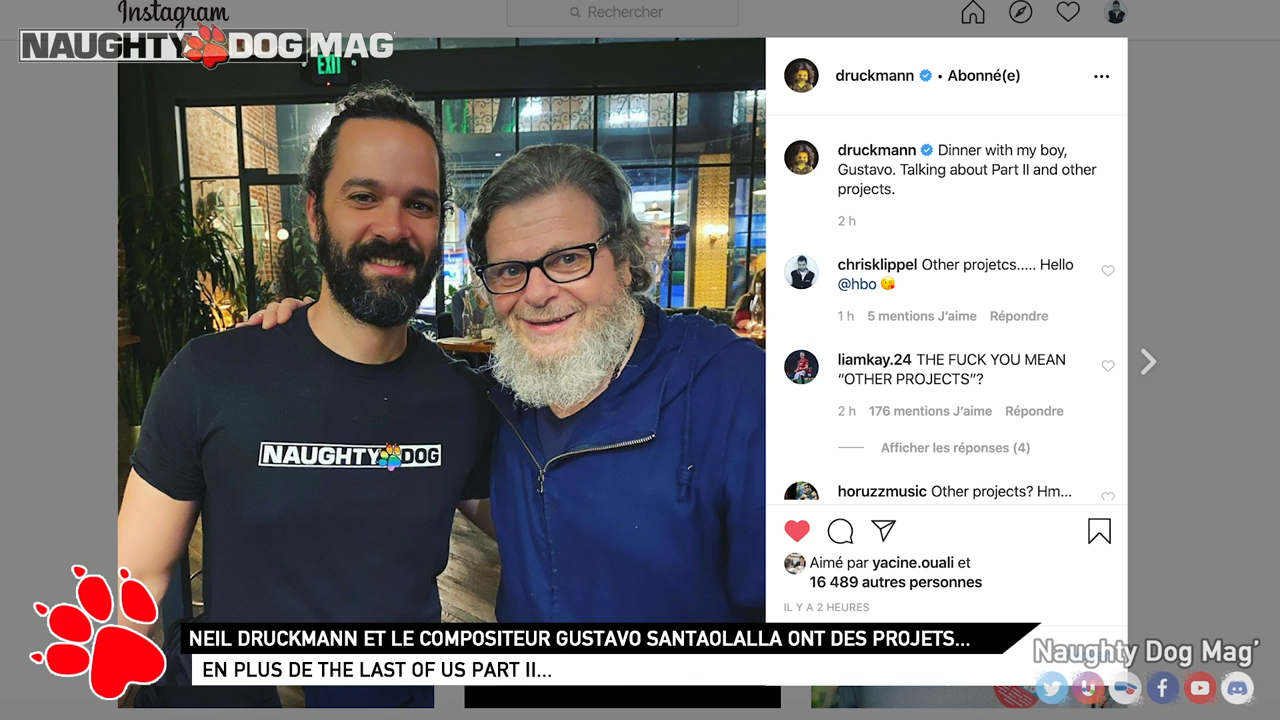 Instagram
Rechercher
NAUGHTY DOG MAG'
EXIT
druckmann • Abonné(e)
druckmann Dinner with my boy,
Gustavo. Talking about Part II and other
projects.
2 h
chrisklippel Other projetcs..... Hello
@hbo
1 h 5 mentions J'aime Répondre
liamkay.24 THE FUCK YOU MEAN
“OTHER PROJECTS”?
2 h 176 mentions J'aime Répondre
Afficher les réponses (4)
horuzzmusic Other projects? Hm...
NAUGHTY DOG
Aimé par yacine.ouali et
16 489 autres personnes
IL Y A 2 HEURES
NEIL DRUCKMANN ET LE COMPOSITEUR GUSTAVO SANTAOLALLA ONT DES PROJETS...
EN PLUS DE THE LAST OF US PART II...
Naughty Dog Mag'